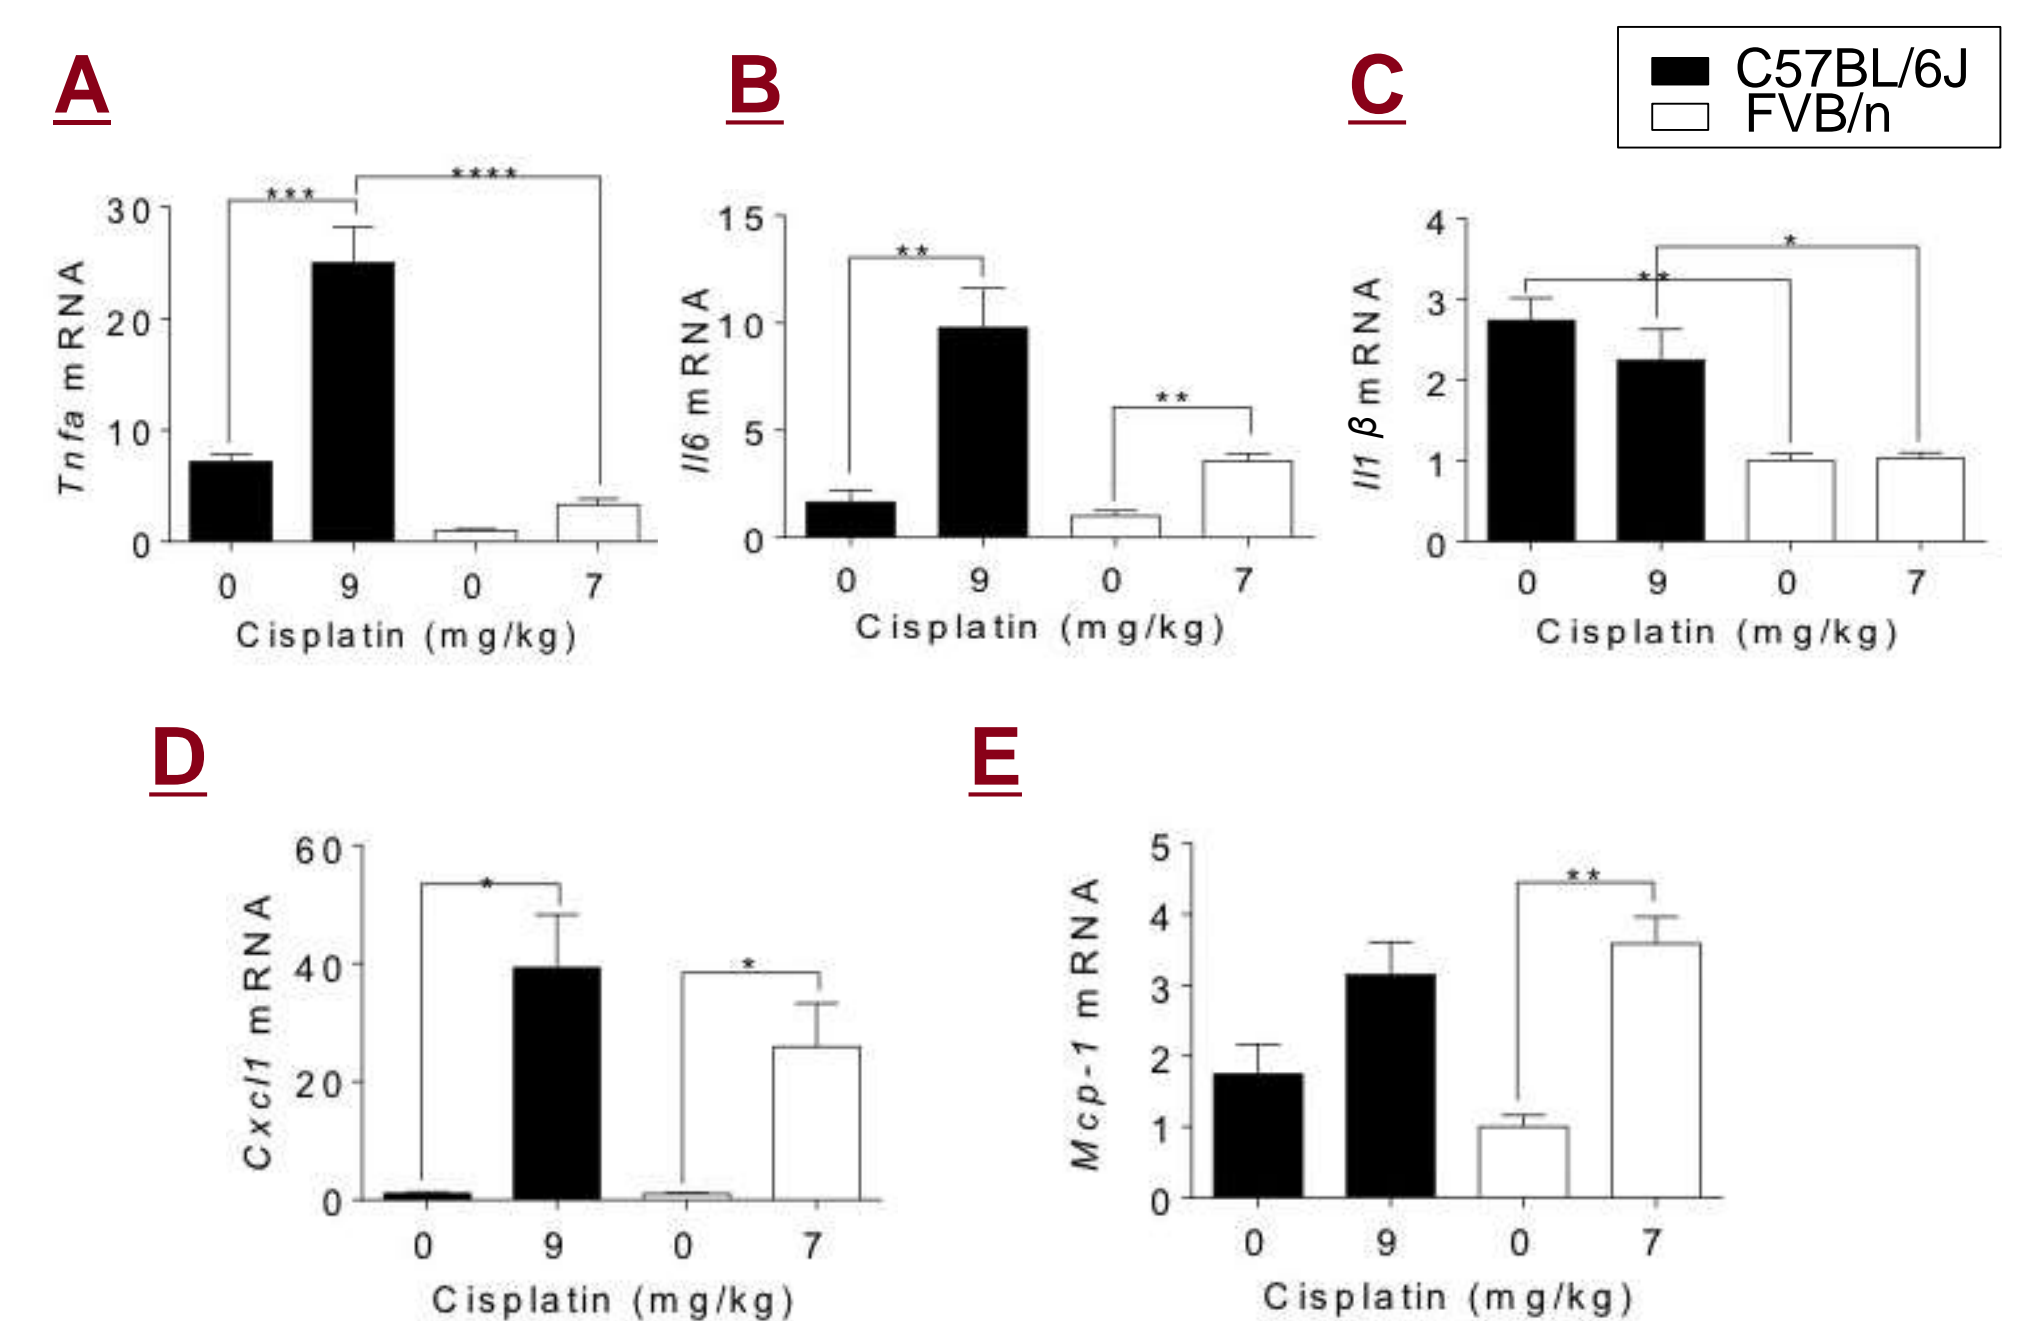 A
B
C
C57BL/6J
FVB/n
Tnfa mRNA
30
20
10
0
***
****
0 9 0 7
Cisplatin (mg/kg)
Il6 mRNA
15
10
5
0
**
**
0 9 0 7
Cisplatin (mg/kg)
Il1 β mRNA
4
3
2
1
0
**
*
0 9 0 7
Cisplatin (mg/kg)
D
E
Cxcl1 mRNA
60
40
20
0
*
*
0 9 0 7
Cisplatin (mg/kg)
Mcp-1 mRNA
5
4
3
2
1
0
**
0 9 0 7
Cisplatin (mg/kg)